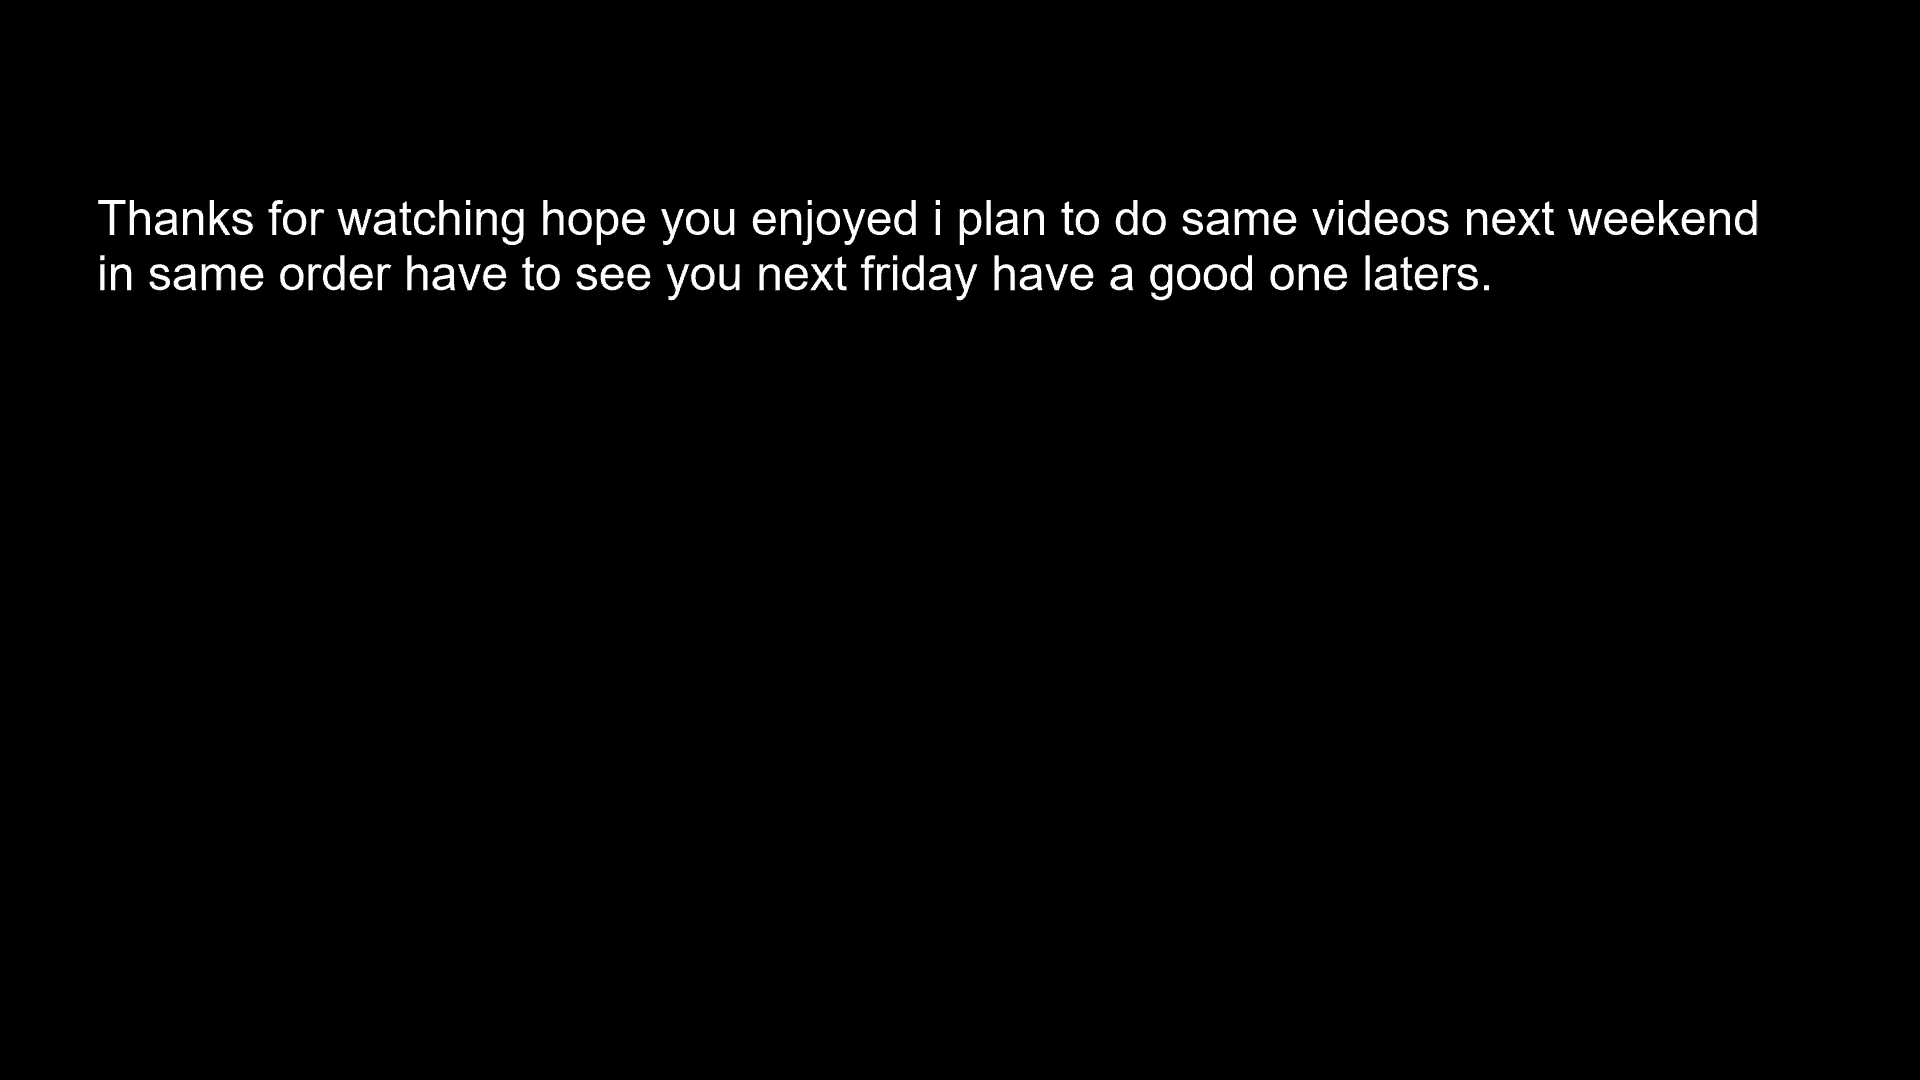 Thanks for watching hope you enjoyed i plan to do same videos next weekend
in same order have to see you next friday have a good one laters.